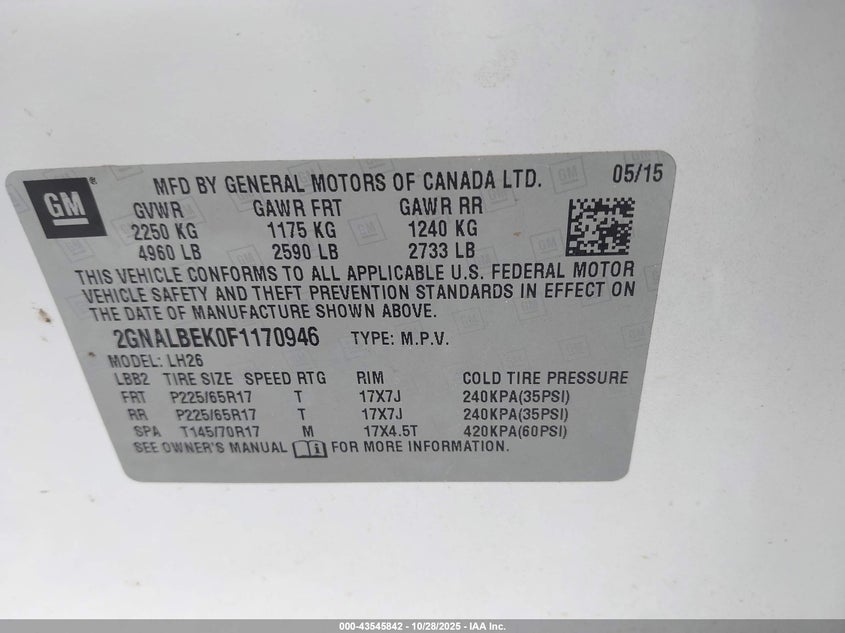 GM
MFD BY GENERAL MOTORS OF CANADA LTD. 05/15
GVWR GAWR FRT GAWR RR
2250 KG 1175 KG 1240 KG
4960 LB 2590 LB 2733 LB
THIS VEHICLE CONFORMS TO ALL APPLICABLE U.S. FEDERAL MOTOR
VEHICLE SAFETY AND THEFT PREVENTION STANDARDS IN EFFECT ON
THE DATE OF MANUFACTURE SHOWN ABOVE.
2GNALBEK0F1170946 TYPE: M.P.V.
MODEL: LH26
LBB2 TIRE SIZE SPEED RTG RIM COLD TIRE PRESSURE
FRT P225/65R17 T 17X7J 240KPA(35PSI)
RR P225/65R17 T 17X7J 240KPA(35PSI)
SPA T145/70R17 M 17X4.5T 420KPA(60PSI)
SEE OWNER'S MANUAL FOR MORE INFORMATION.
000-43545842 | 10/28/2025 - IAA Inc.